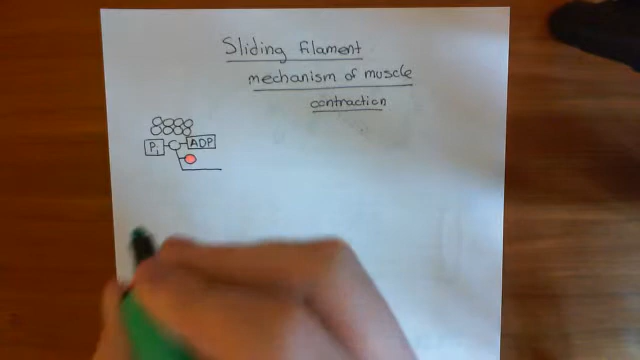 Sliding filament
mechanism of muscle
contraction
Pi ADP